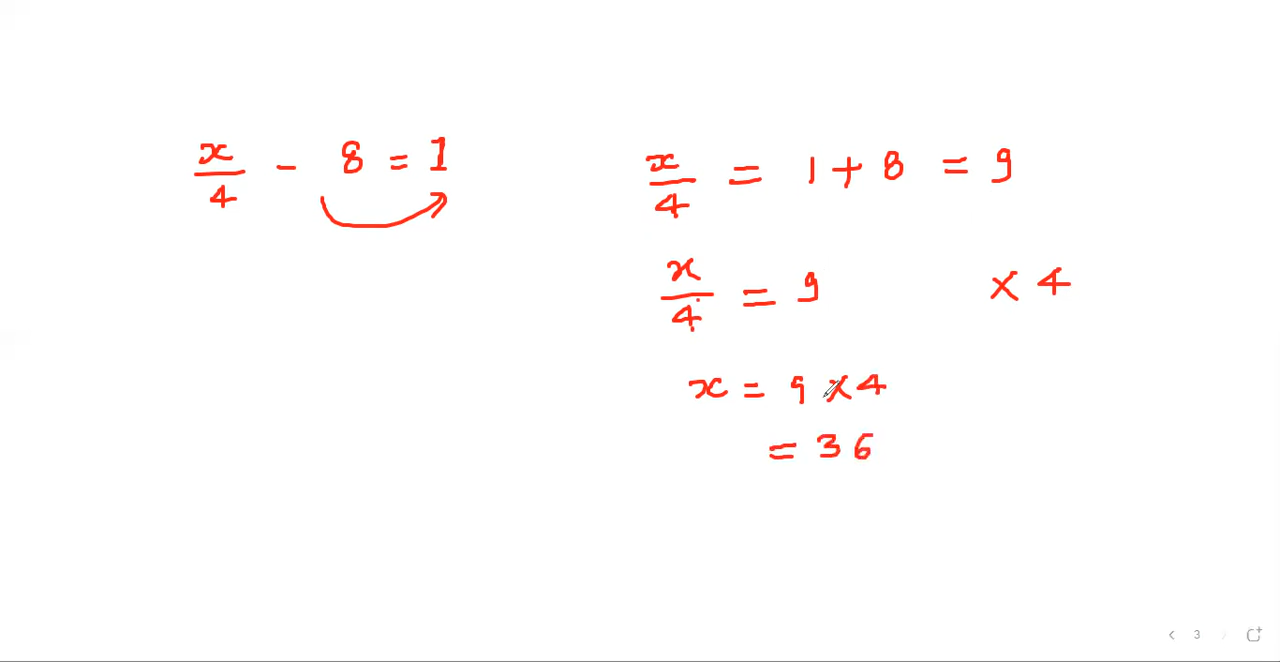 x/4 - 8 = 1
x/4 = 1 + 8 = 9
x/4 = 9 × 4
x = 9 × 4
= 36
3